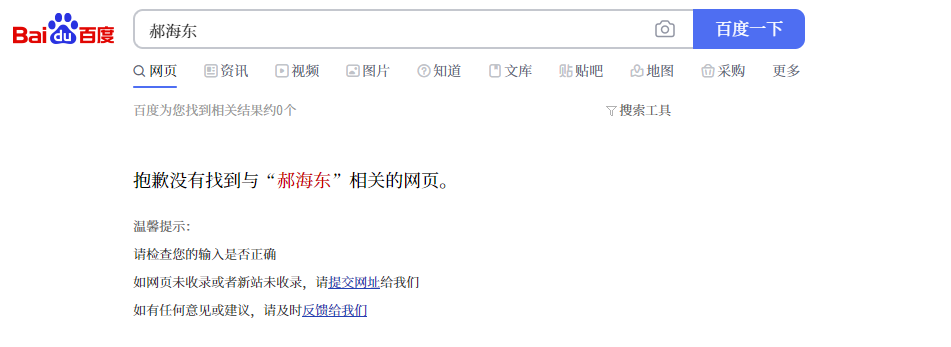 Bai du 百度 郝海东 百度一下
网页 资讯 视频 图片 知道 文库 贴吧 地图 采购 更多
百度为您找到相关结果约0个 搜索工具
抱歉没有找到与“郝海东”相关的网页。
温馨提示：
请检查您的输入是否正确
如网页未收录或者新站未收录，请提交网址给我们
如有任何意见或建议，请及时反馈给我们